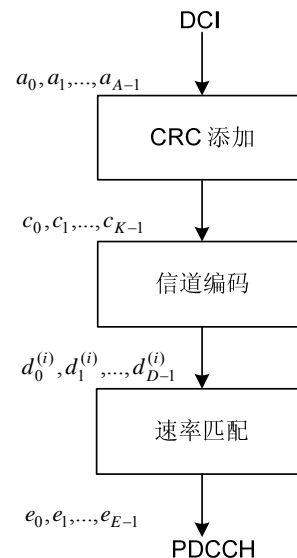 DCI
a_0, a_1, ..., a_{A-1}
CRC 添加
c_0, c_1, ..., c_{K-1}
信道编码
d_0^{(i)}, d_1^{(i)}, ..., d_{D-1}^{(i)}
速率匹配
e_0, e_1, ..., e_{E-1}
PDCCH